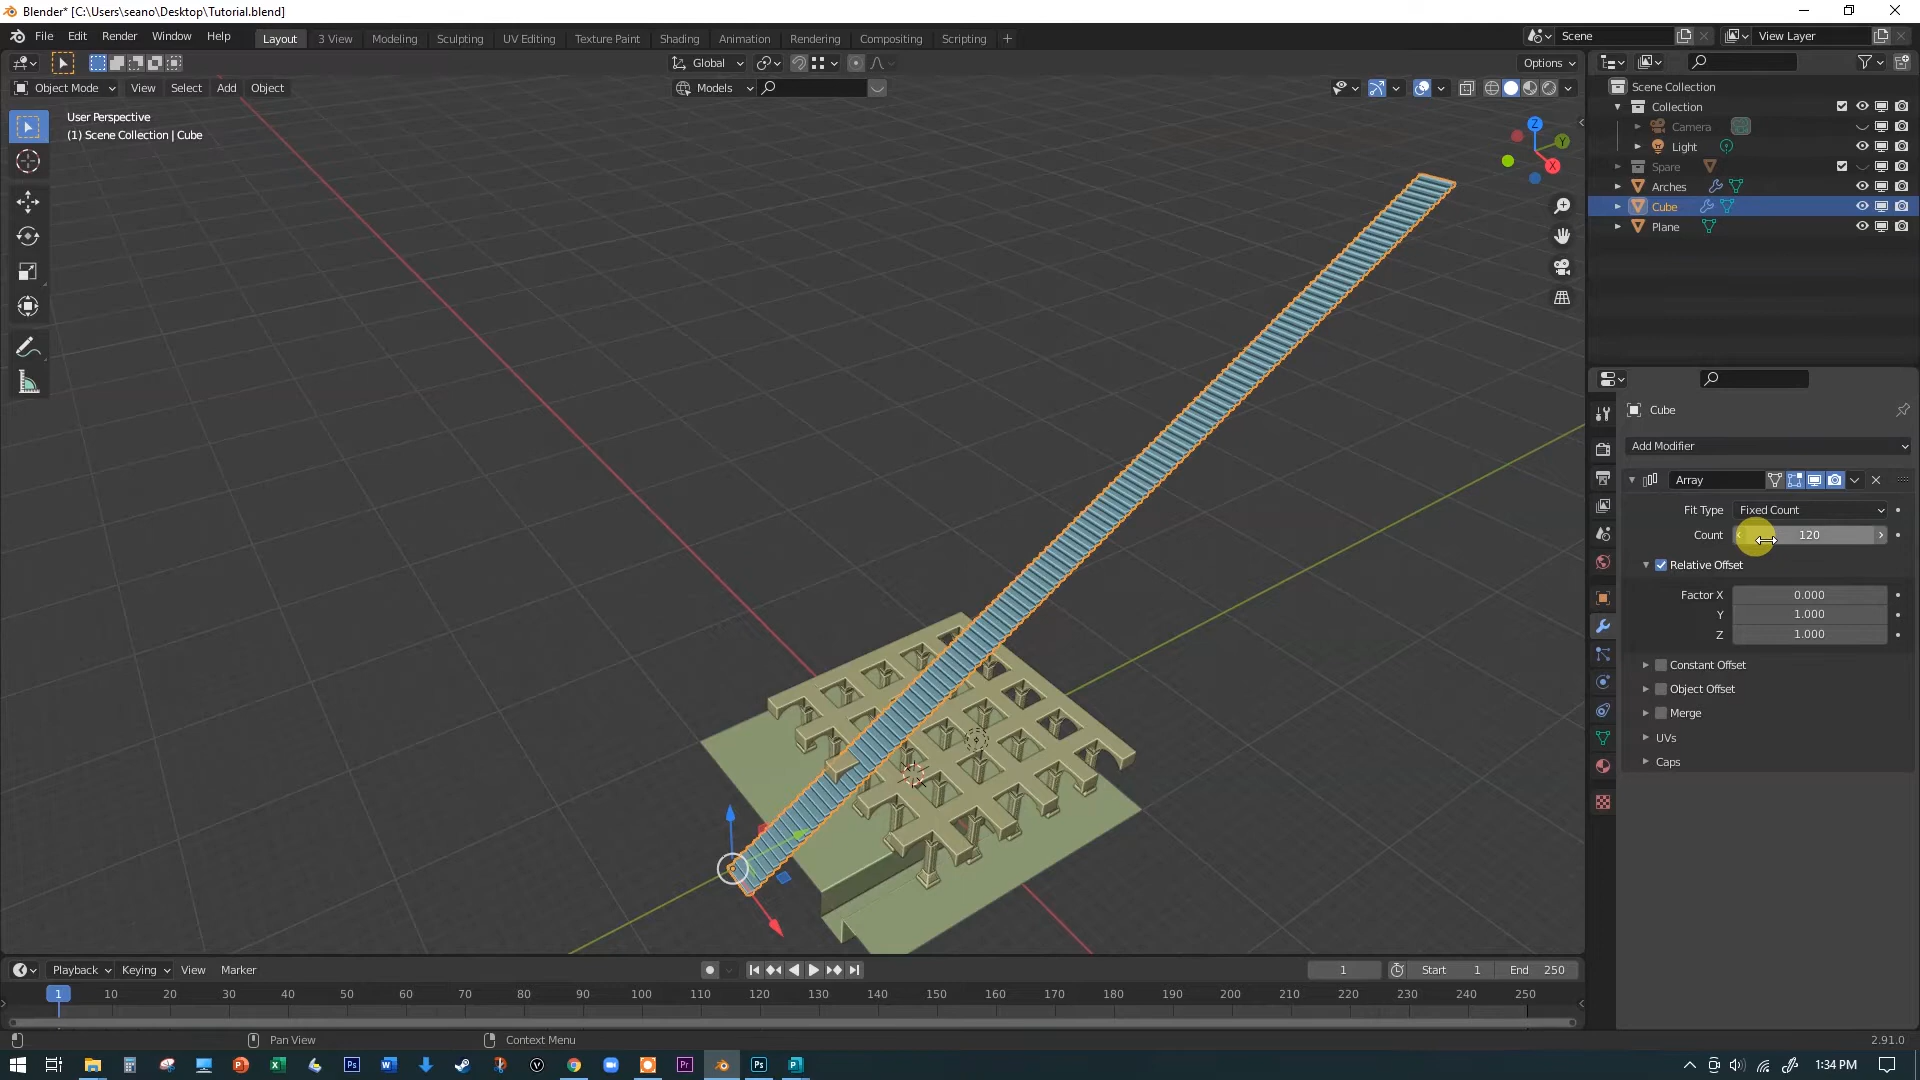 Blender* [C:\Users\seano\Desktop\Tutorial.blend]
File Edit Render Window Help
Layout 3 View Modeling Sculpting UV Editing Texture Paint Shading Animation Rendering Compositing Scripting +
Scene
View Layer
Global
Options
Object Mode View Select Add Object
Models
User Perspective
(1) Scene Collection | Cube
Z
Y
X
Scene Collection
Collection
Camera
Light
Spare
Arches
Cube
Plane
Cube
Add Modifier
Array
Fit Type Fixed Count
Count 120
Relative Offset
Factor X 0.000
Y 1.000
Z 1.000
Constant Offset
Object Offset
Merge
UVs
Caps
Playback Keying View Marker
1
Start 1
End 250
1 10 20 30 40 50 60 70 80 90 100 110 120 130 140 150 160 170 180 190 200 210 220 230 240 250
Pan View
Context Menu
2.91.0
1:34 PM